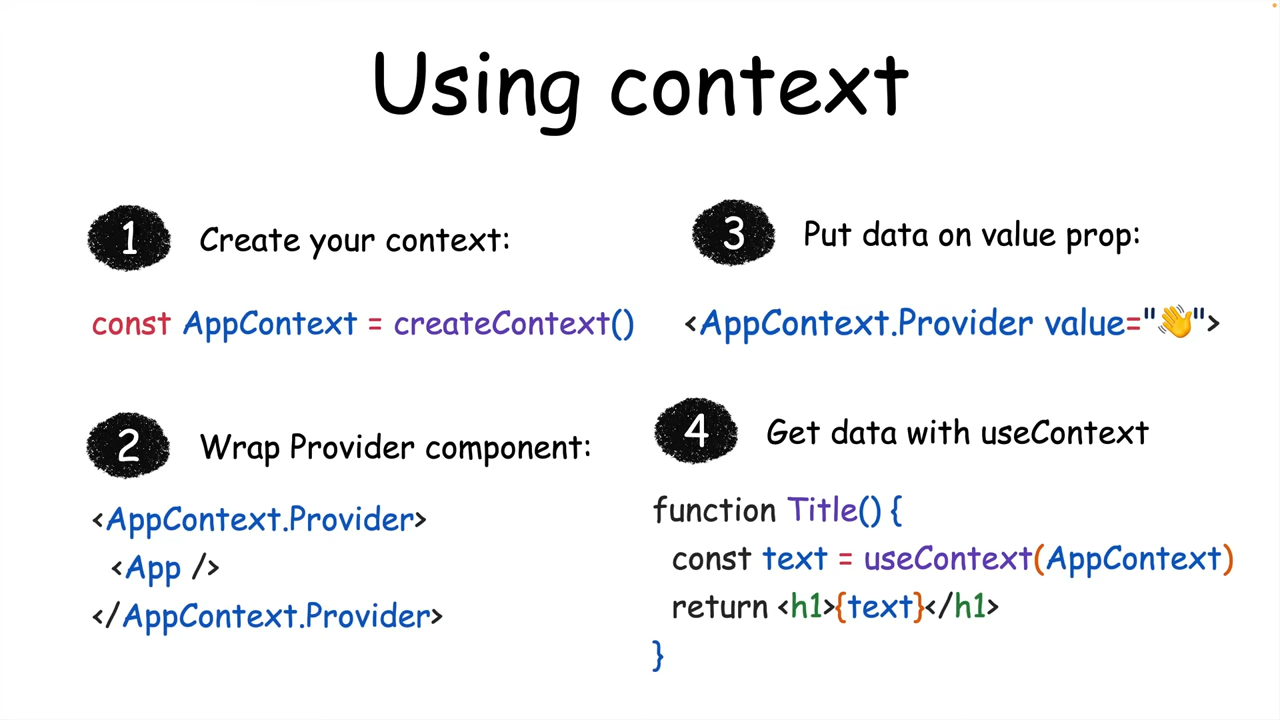 Using context
1 Create your context:
const AppContext = createContext()
2 Wrap Provider component:
<AppContext.Provider>
<App />
</AppContext.Provider>
3 Put data on value prop:
<AppContext.Provider value="👋">
4 Get data with useContext
function Title() {
const text = useContext(AppContext)
return <h1>{text}</h1>
}